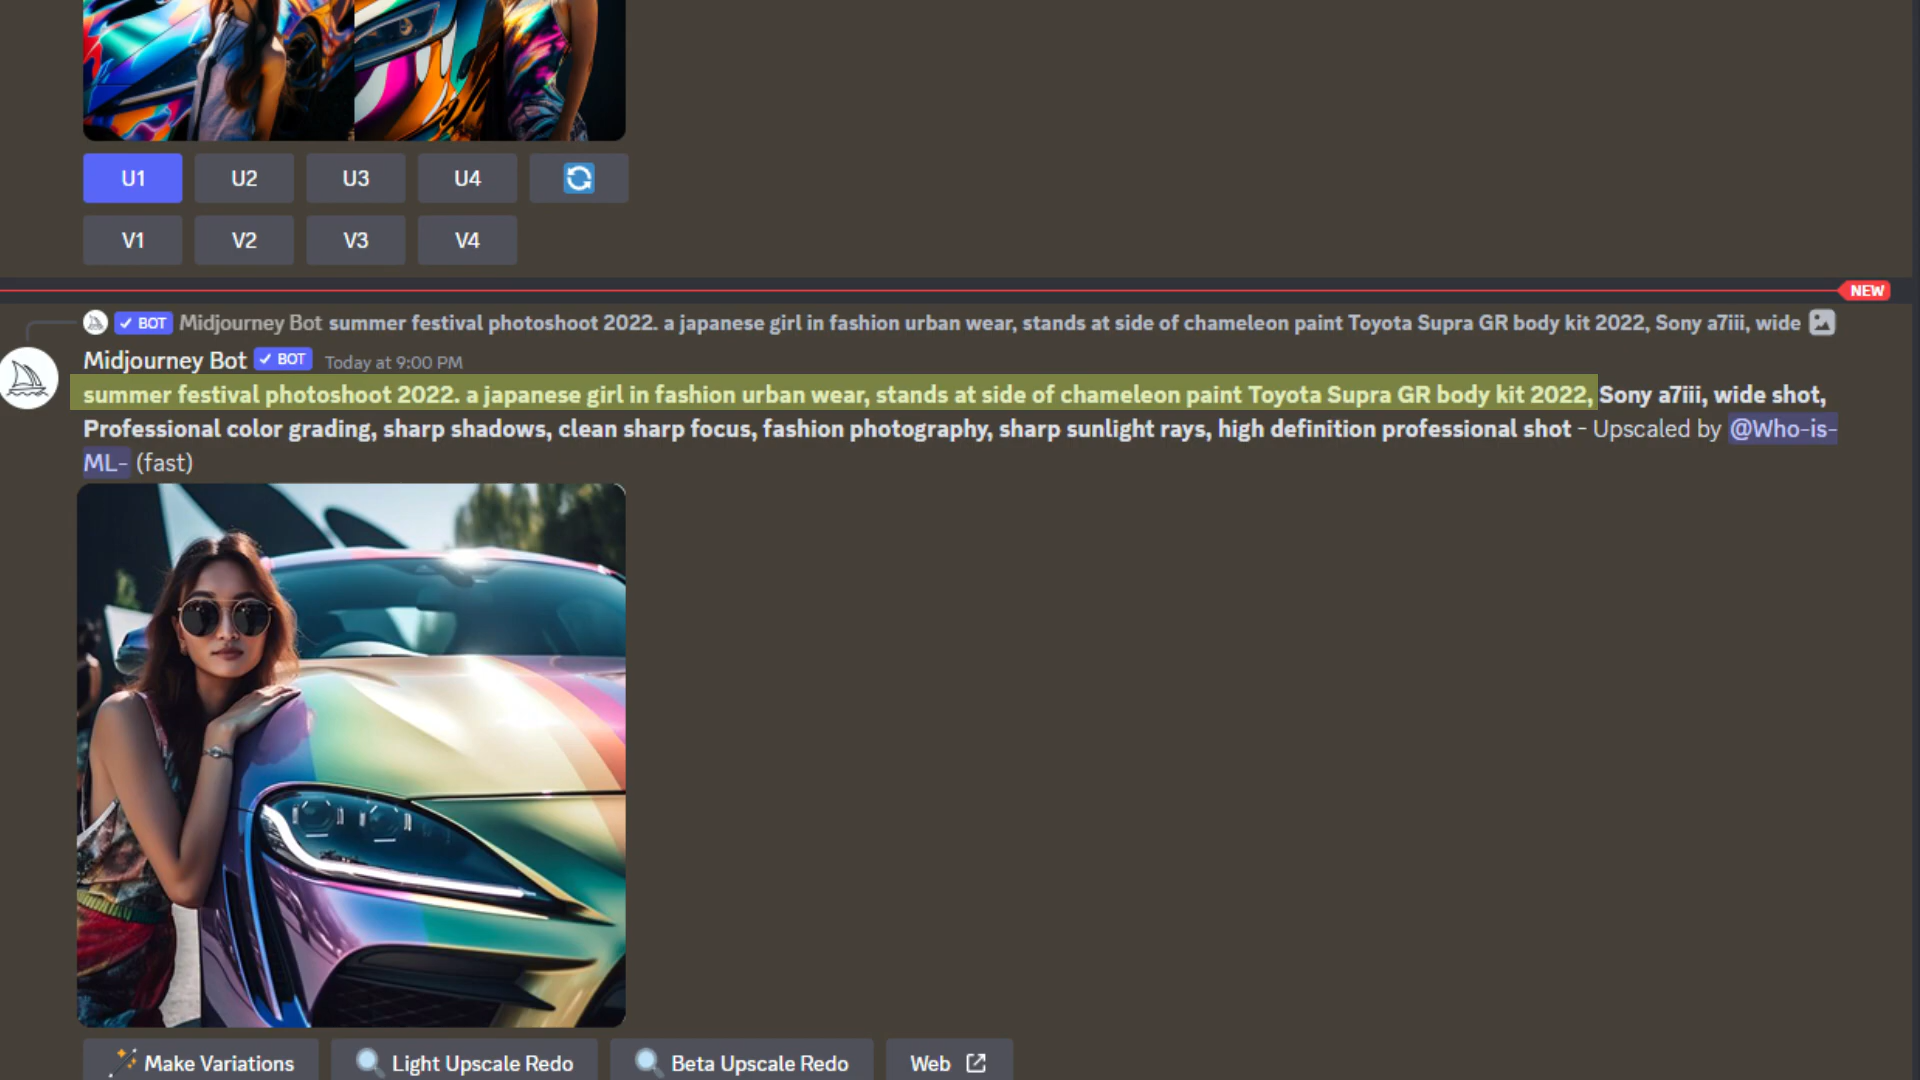 U1 U2 U3 U4
V1 V2 V3 V4
NEW
✓ BOT Midjourney Bot summer festival photoshoot 2022. a japanese girl in fashion urban wear, stands at side of chameleon paint Toyota Supra GR body kit 2022, Sony a7iii, wide
Midjourney Bot ✓ BOT Today at 9:00 PM
summer festival photoshoot 2022. a japanese girl in fashion urban wear, stands at side of chameleon paint Toyota Supra GR body kit 2022, Sony a7iii, wide shot,
Professional color grading, sharp shadows, clean sharp focus, fashion photography, sharp sunlight rays, high definition professional shot - Upscaled by @Who-is-
ML- (fast)
Make Variations Light Upscale Redo Beta Upscale Redo Web